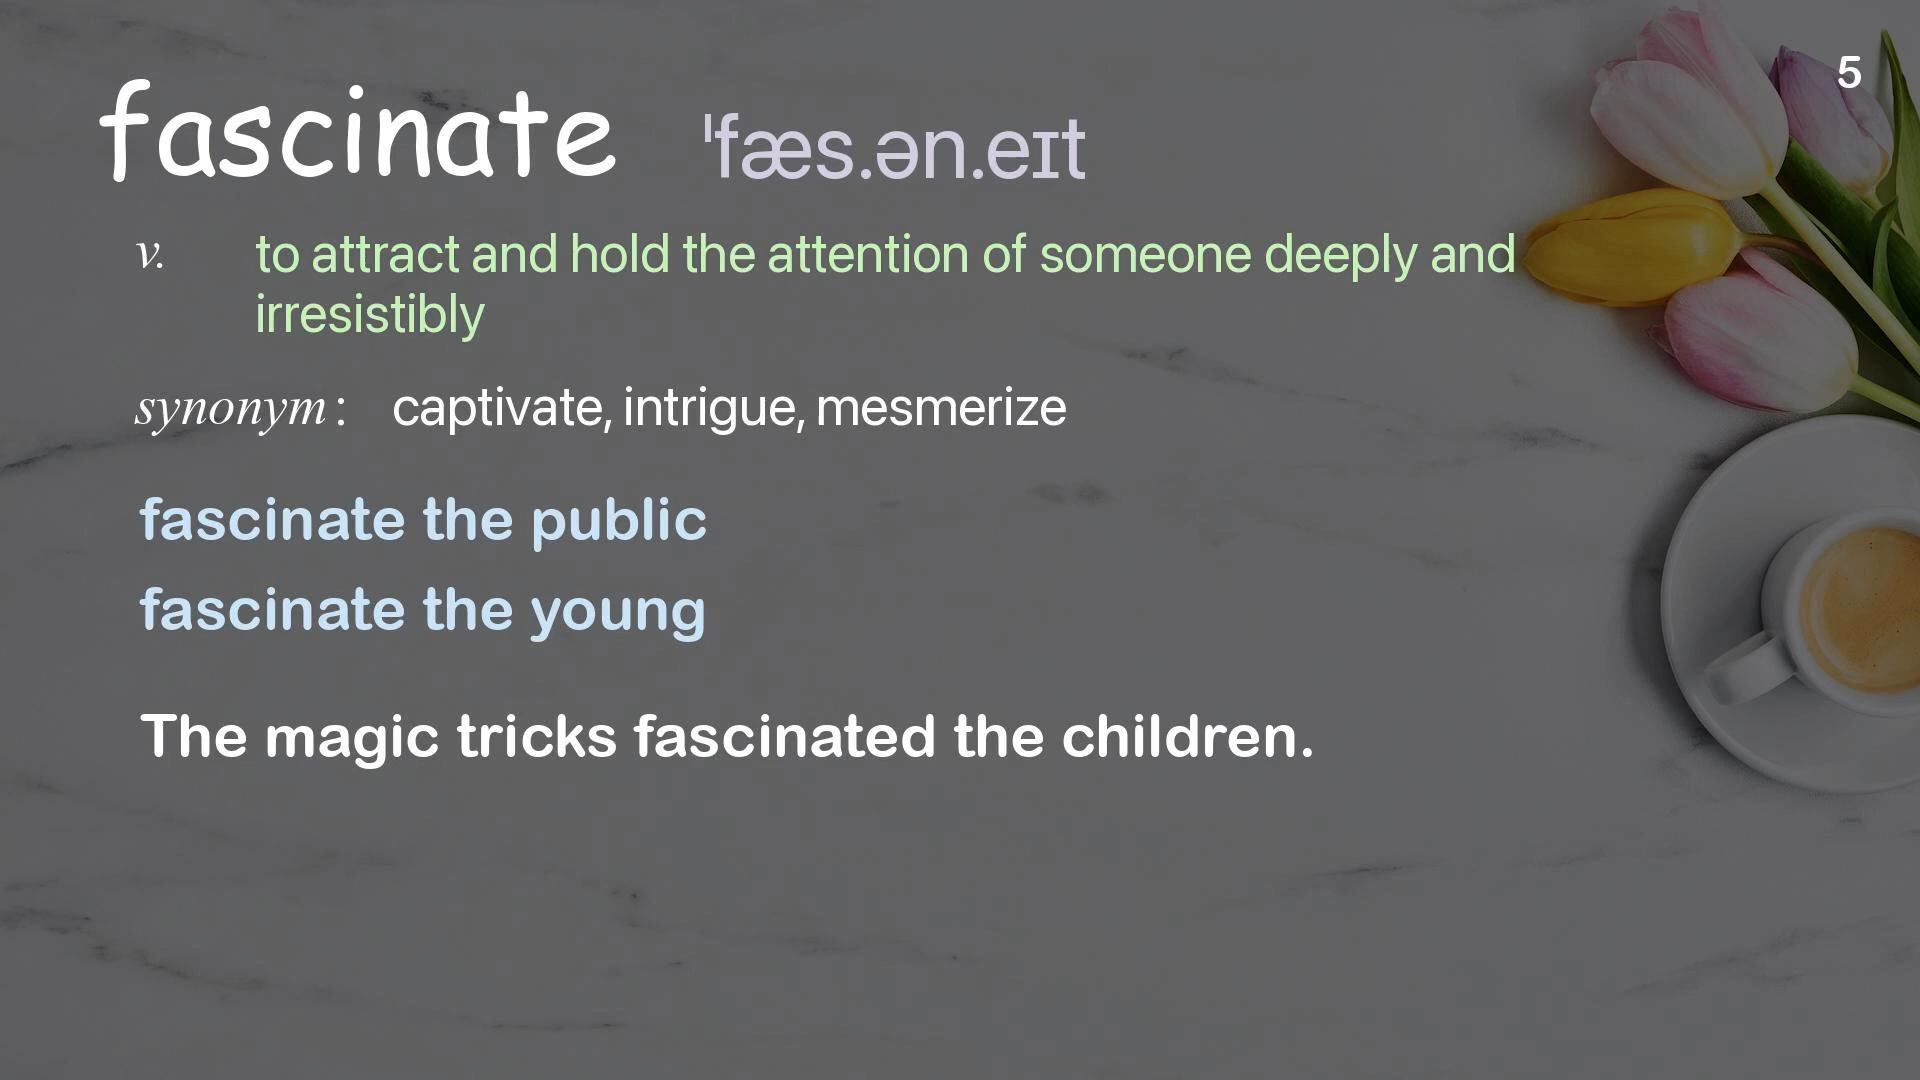 5
fascinate ˈfæs.ən.eɪt
v. to attract and hold the attention of someone deeply and
irresistibly
synonym: captivate, intrigue, mesmerize
fascinate the public
fascinate the young
The magic tricks fascinated the children.